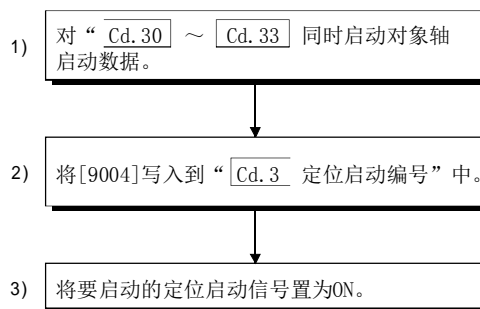 1) 对“ Cd.30 ～ Cd.33 同时启动对象轴
启动数据。
2) 将[9004]写入到“ Cd.3 定位启动编号”中。
3) 将要启动的定位启动信号置为ON。